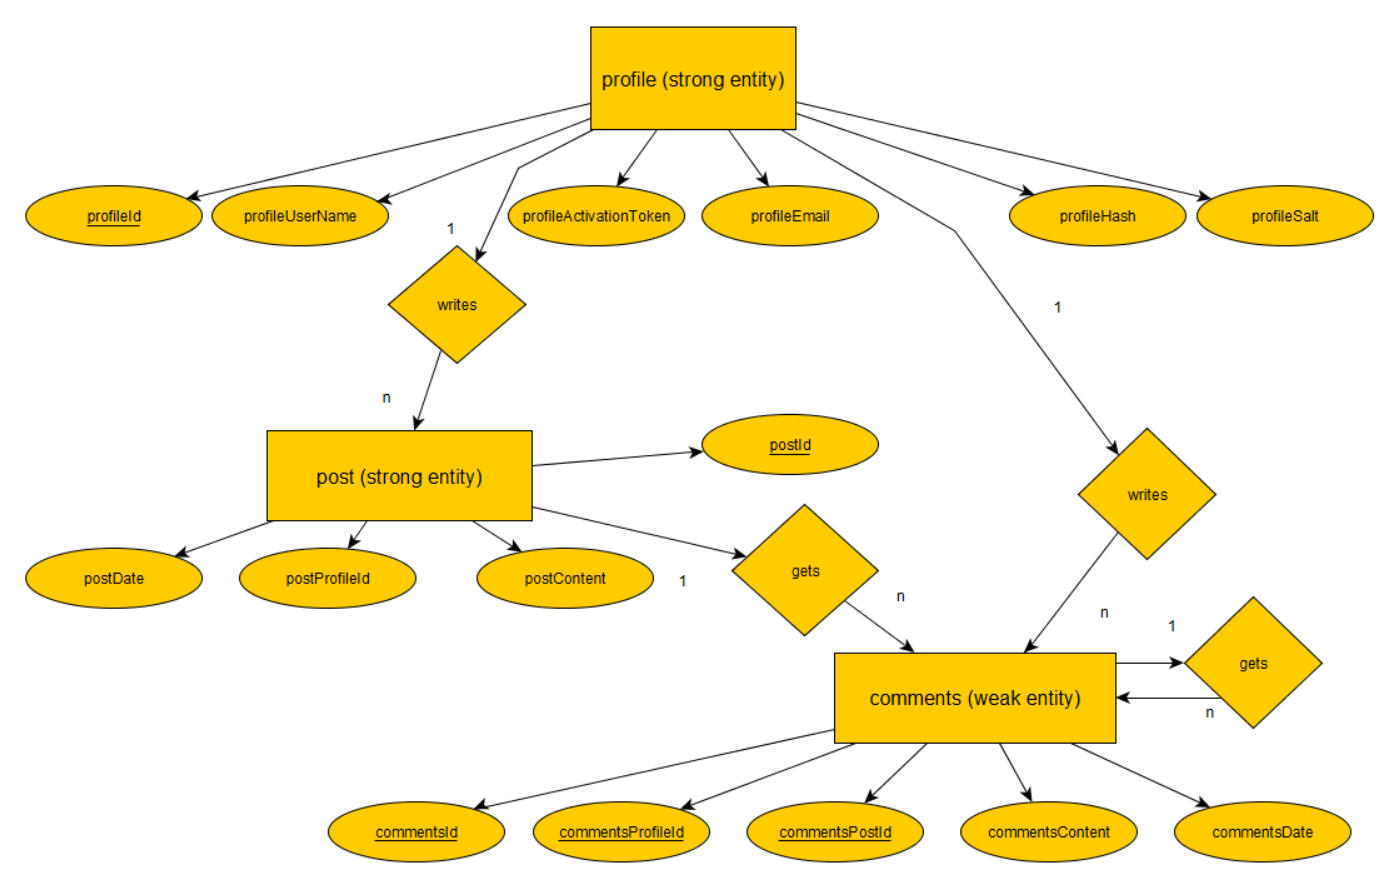 profile (strong entity)
profileId
profileUserName
profileActivationToken
profileEmail
profileHash
profileSalt
1
writes
1
n
postId
post (strong entity)
writes
postDate
postProfileId
postContent
1
gets
n
n
1
gets
comments (weak entity)
n
commentsId
commentsProfileId
commentsPostId
commentsContent
commentsDate